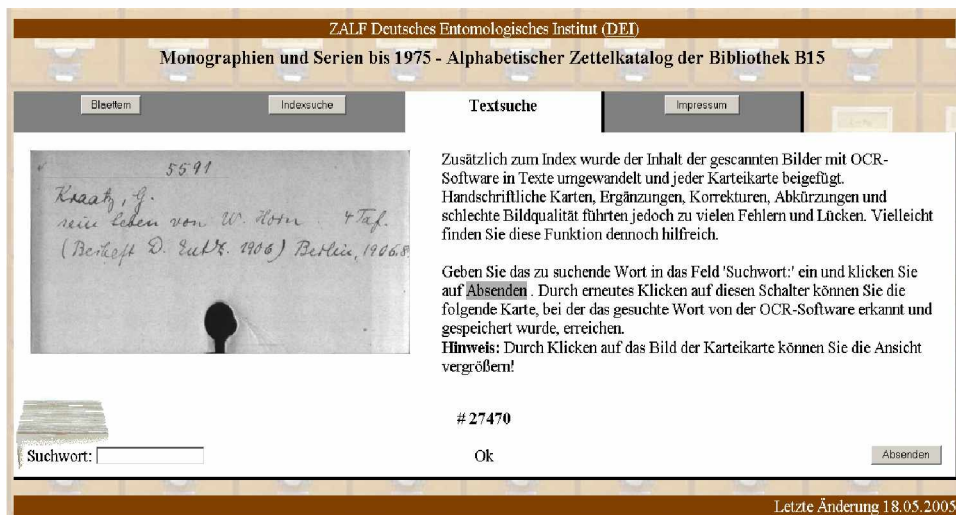 ZALF Deutsches Entomologisches Institut (DEI)
Monographien und Serien bis 1975 - Alphabetischer Zettelkatalog der Bibliothek B15
Blaettern
Indexsuche
Textsuche
Impressum
5591
Kraatz, G.
sein Leben von W. Horn 4 Taf.
(Beiheft D. Ent. Z. 1906) Berlin, 1906.8.
Zusätzlich zum Index wurde der Inhalt der gescannten Bilder mit OCR-
Software in Texte umgewandelt und jeder Karteikarte beigefügt.
Handschriftliche Karten, Ergänzungen, Korrekturen, Abkürzungen und
schlechte Bildqualität führten jedoch zu vielen Fehlern und Lücken. Vielleicht
finden Sie diese Funktion dennoch hilfreich.
Geben Sie das zu suchende Wort in das Feld 'Suchwort:' ein und klicken Sie
auf Absenden . Durch erneutes Klicken auf diesen Schalter können Sie die
folgende Karte, bei der das gesuchte Wort von der OCR-Software erkannt und
gespeichert wurde, erreichen.
Hinweis: Durch Klicken auf das Bild der Karteikarte können Sie die Ansicht
vergrößern!
# 27470
Suchwort:
Ok
Absenden
Letzte Änderung 18.05.2005